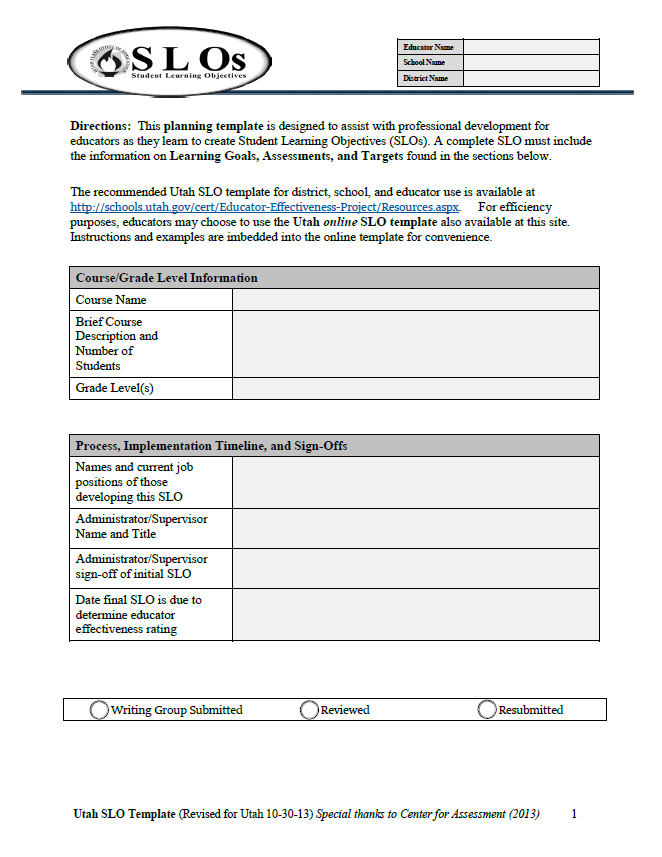 S L Os
Student Learning Objectives
Educator Name
School Name
District Name
Directions: This planning template is designed to assist with professional development for
educators as they learn to create Student Learning Objectives (SLOs). A complete SLO must include
the information on Learning Goals, Assessments, and Targets found in the sections below.
The recommended Utah SLO template for district, school, and educator use is available at
http://schools.utah.gov/cert/Educator-Effectiveness-Project/Resources.aspx. For efficiency
purposes, educators may choose to use the Utah online SLO template also available at this site.
Instructions and examples are imbedded into the online template for convenience.
Course/Grade Level Information
Course Name
Brief Course
Description and
Number of
Students
Grade Level(s)
Process, Implementation Timeline, and Sign-Offs
Names and current job
positions of those
developing this SLO
Administrator/Supervisor
Name and Title
Administrator/Supervisor
sign-off of initial SLO
Date final SLO is due to
determine educator
effectiveness rating
Writing Group Submitted Reviewed Resubmitted
Utah SLO Template (Revised for Utah 10-30-13) Special thanks to Center for Assessment (2013) 1